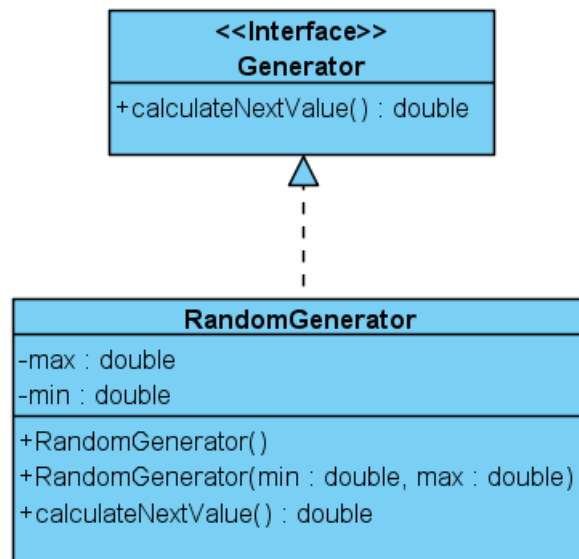 <<Interface>>
Generator
+calculateNextValue() : double
RandomGenerator
-max : double
-min : double
+RandomGenerator()
+RandomGenerator(min : double, max : double)
+calculateNextValue() : double